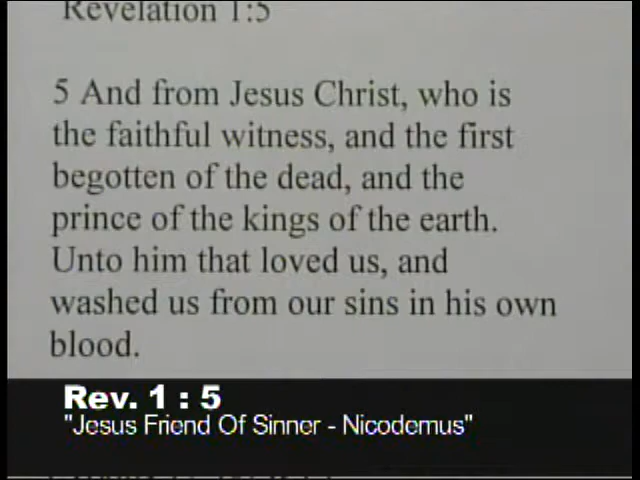 Revelation 1:5
5 And from Jesus Christ, who is
the faithful witness, and the first
begotten of the dead, and the
prince of the kings of the earth.
Unto him that loved us, and
washed us from our sins in his own
blood.
Rev. 1 : 5
"Jesus Friend Of Sinner - Nicodemus"